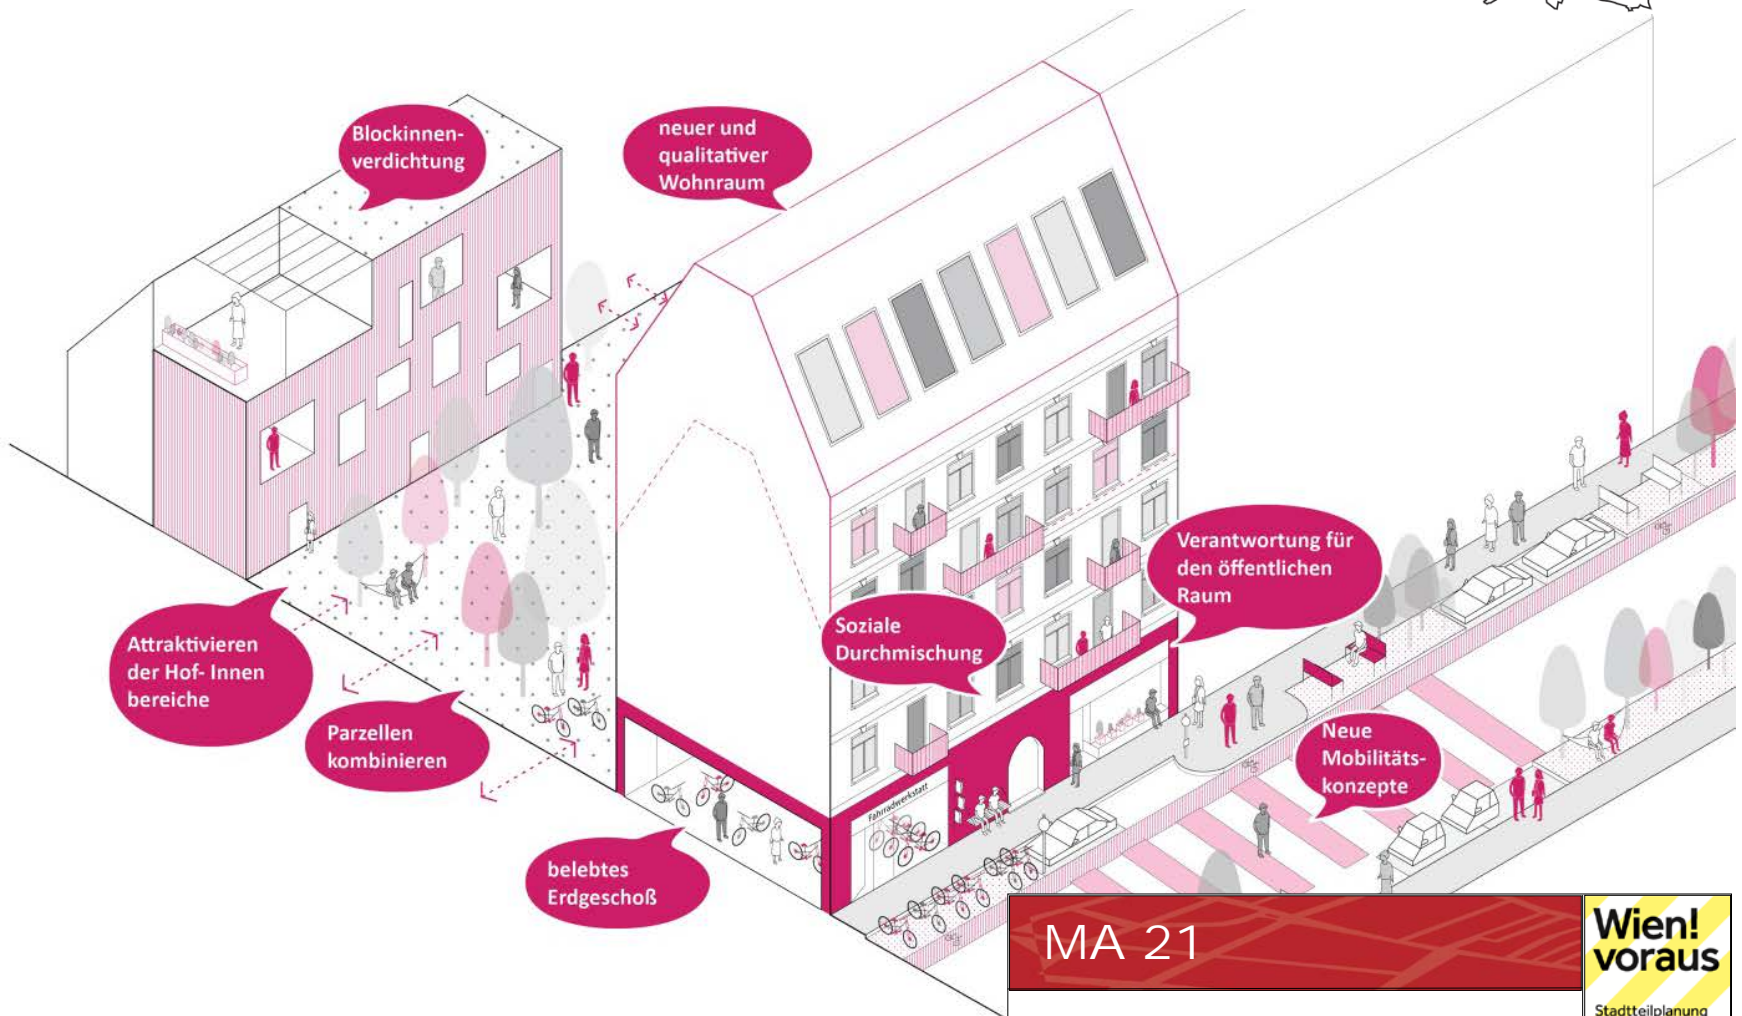 Blockinnen-
verdichtung
neuer und
qualitativer
Wohnraum
Verantwortung für
den öffentlichen
Raum
Soziale
Durchmischung
Attraktivieren
der Hof- Innen
bereiche
Parzellen
kombinieren
Neue
Mobilitäts-
konzepte
Fahrradwerkstatt
belebtes
Erdgeschoß
MA 21
Wien!
voraus
Stadtteilplanung